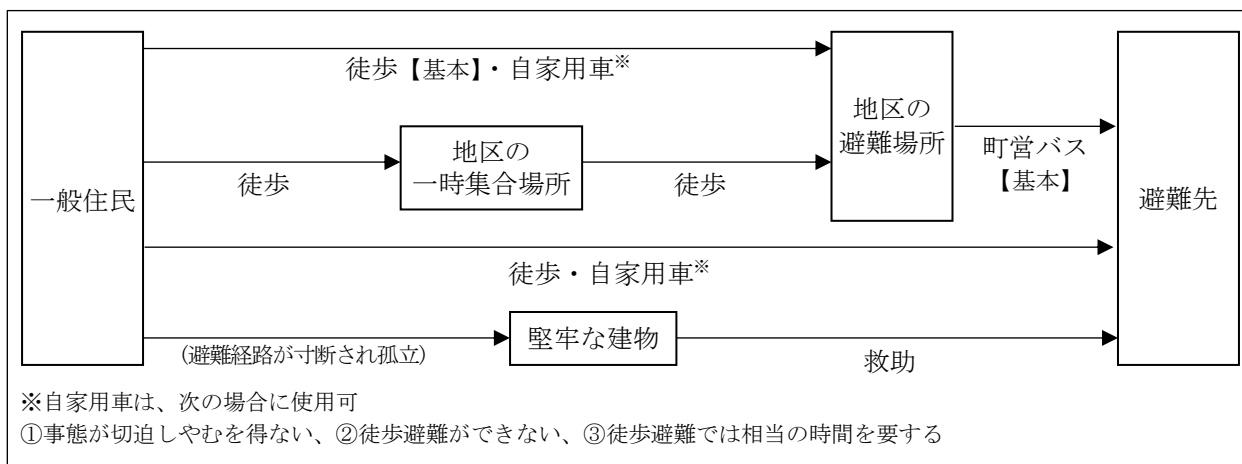 徒歩【基本】・自家用車※
地区の
避難場所
地区の
一時集合場所
町営バス
【基本】
徒歩
徒歩
一般住民
避難先
徒歩・自家用車※
(避難経路が寸断され孤立)
堅牢な建物
救助
※自家用車は、次の場合に使用可
①事態が切迫しやむを得ない、②徒歩避難ができない、③徒歩避難では相当の時間を要する